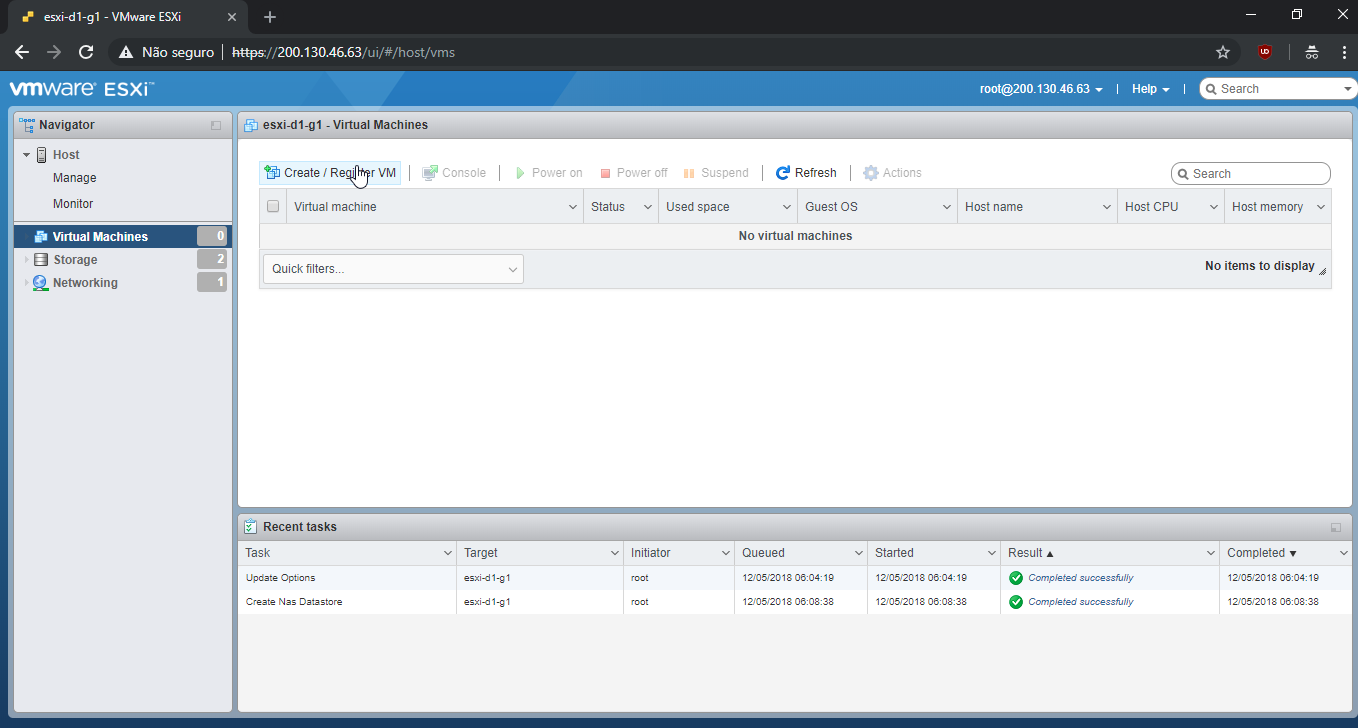 esxi-d1-g1 - VMware ESXi
Não seguro https://200.130.46.63/ui/#/host/vms
vmware ESXi™ root@200.130.46.63 Help Search
Navigator
Host
Manage
Monitor
Virtual Machines 0
Storage 2
Networking 1
esxi-d1-g1 - Virtual Machines
Create / Register VM Console Power on Power off Suspend Refresh Actions Search
Virtual machine Status Used space Guest OS Host name Host CPU Host memory
No virtual machines
Quick filters... No items to display
Recent tasks
Task Target Initiator Queued Started Result Completed
Update Options esxi-d1-g1 root 12/05/2018 06:04:19 12/05/2018 06:04:19 Completed successfully 12/05/2018 06:04:19
Create Nas Datastore esxi-d1-g1 root 12/05/2018 06:08:38 12/05/2018 06:08:38 Completed successfully 12/05/2018 06:08:38